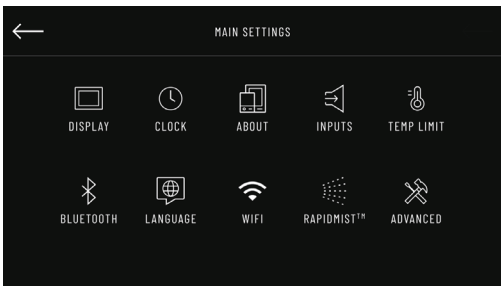 MAIN SETTINGS
DISPLAY CLOCK ABOUT INPUTS TEMP LIMIT
BLUETOOTH LANGUAGE WIFI RAPIDMIST™ ADVANCED